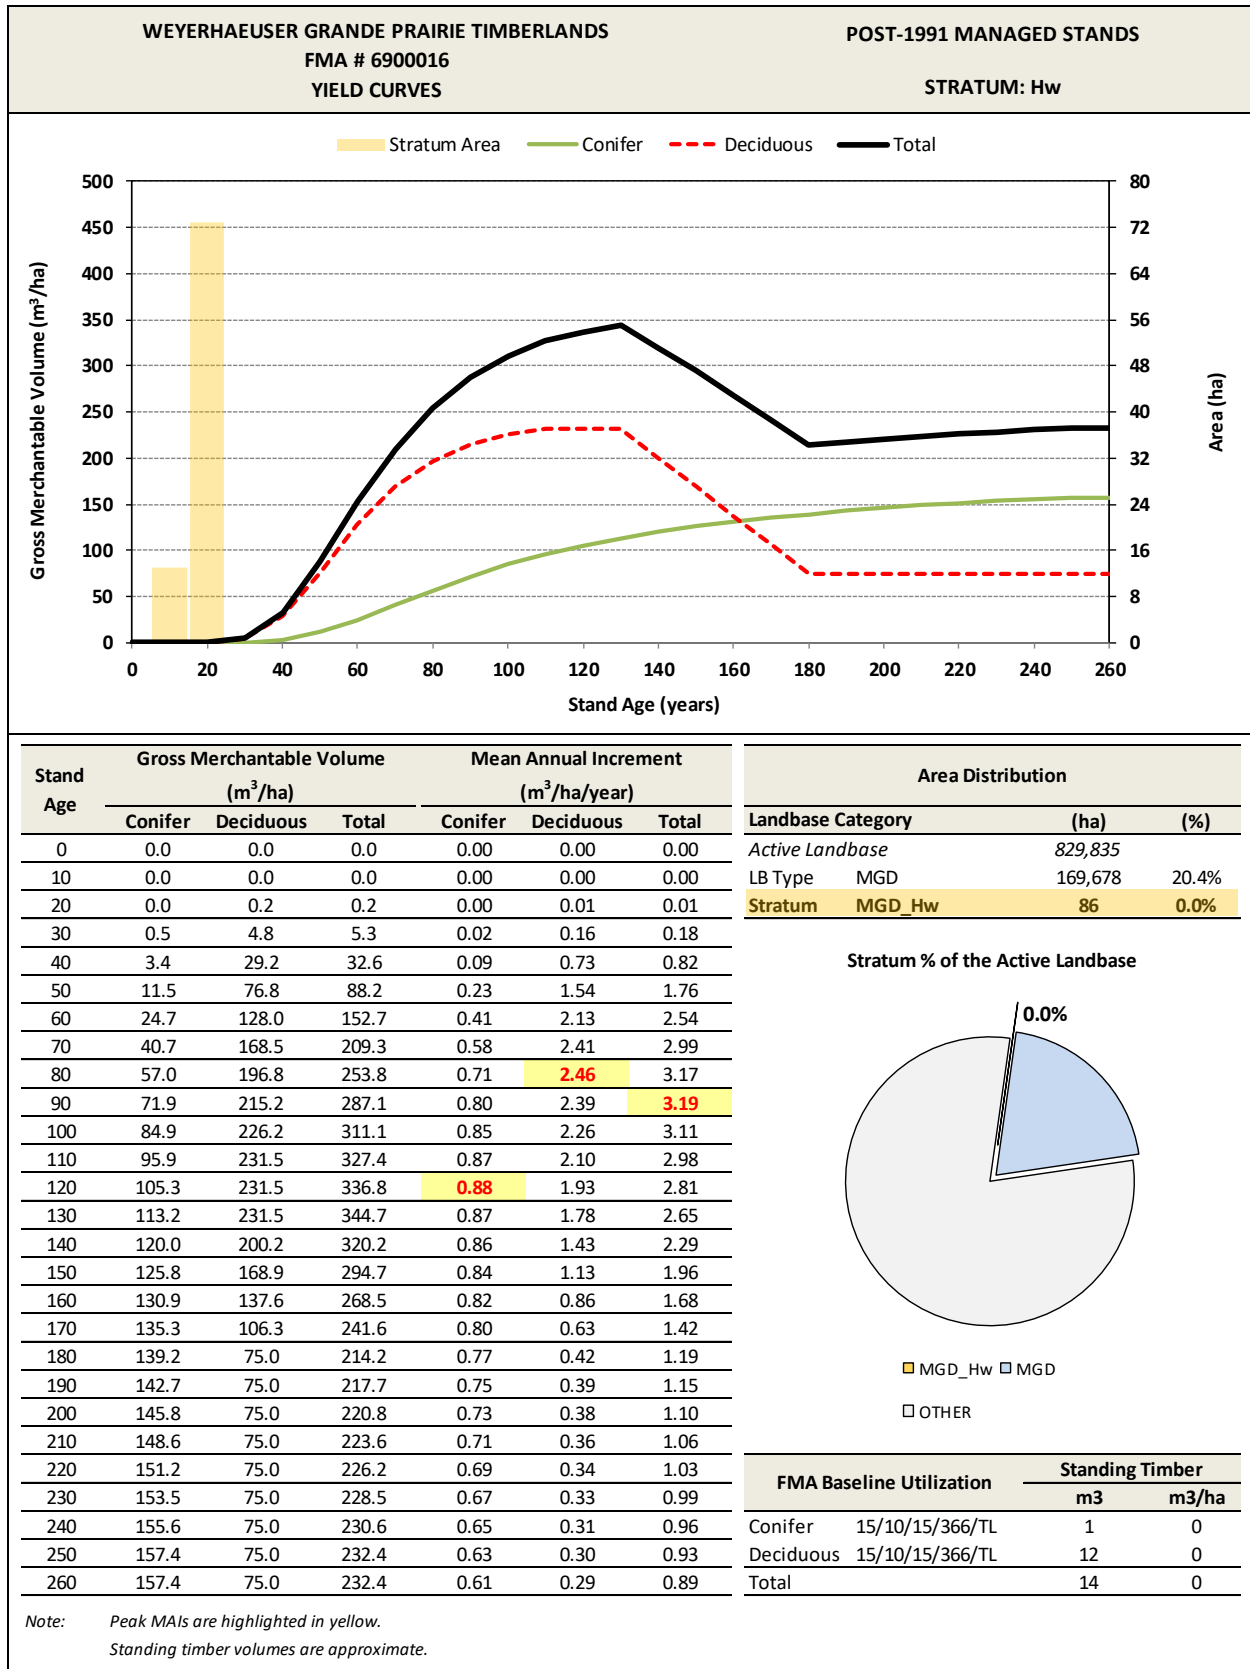 WEYERHAEUSER GRANDE PRAIRIE TIMBERLANDS
FMA # 6900016
YIELD CURVES
POST-1991 MANAGED STANDS
STRATUM: Hw
Stratum Area Conifer Deciduous Total
Gross Merchantable Volume (m³/ha)
500
450
400
350
300
250
200
150
100
50
0
80
72
64
56
48
40
32
24
16
8
0
Area (ha)
0 20 40 60 80 100 120 140 160 180 200 220 240 260
Stand Age (years)
Stand Age Gross Merchantable Volume (m³/ha) Mean Annual Increment (m³/ha/year)
Conifer Deciduous Total Conifer Deciduous Total
0 0.0 0.0 0.0 0.00 0.00 0.00
10 0.0 0.0 0.0 0.00 0.00 0.00
20 0.0 0.2 0.2 0.00 0.01 0.01
30 0.5 4.8 5.3 0.02 0.16 0.18
40 3.4 29.2 32.6 0.09 0.73 0.82
50 11.5 76.8 88.2 0.23 1.54 1.76
60 24.7 128.0 152.7 0.41 2.13 2.54
70 40.7 168.5 209.3 0.58 2.41 2.99
80 57.0 196.8 253.8 0.71 2.46 3.17
90 71.9 215.2 287.1 0.80 2.39 3.19
100 84.9 226.2 311.1 0.85 2.26 3.11
110 95.9 231.5 327.4 0.87 2.10 2.98
120 105.3 231.5 336.8 0.88 1.93 2.81
130 113.2 231.5 344.7 0.87 1.78 2.65
140 120.0 200.2 320.2 0.86 1.43 2.29
150 125.8 168.9 294.7 0.84 1.13 1.96
160 130.9 137.6 268.5 0.82 0.86 1.68
170 135.3 106.3 241.6 0.80 0.63 1.42
180 139.2 75.0 214.2 0.77 0.42 1.19
190 142.7 75.0 217.7 0.75 0.39 1.15
200 145.8 75.0 220.8 0.73 0.38 1.10
210 148.6 75.0 223.6 0.71 0.36 1.06
220 151.2 75.0 226.2 0.69 0.34 1.03
230 153.5 75.0 228.5 0.67 0.33 0.99
240 155.6 75.0 230.6 0.65 0.31 0.96
250 157.4 75.0 232.4 0.63 0.30 0.93
260 157.4 75.0 232.4 0.61 0.29 0.89
Area Distribution
Landbase Category (ha) (%)
Active Landbase 829,835
LB Type MGD 169,678 20.4%
Stratum MGD_Hw 86 0.0%
Stratum % of the Active Landbase
0.0%
MGD_Hw MGD
OTHER
FMA Baseline Utilization Standing Timber
m3 m3/ha
Conifer 15/10/15/366/TL 1 0
Deciduous 15/10/15/366/TL 12 0
Total 14 0
Note: Peak MAIs are highlighted in yellow.
Standing timber volumes are approximate.